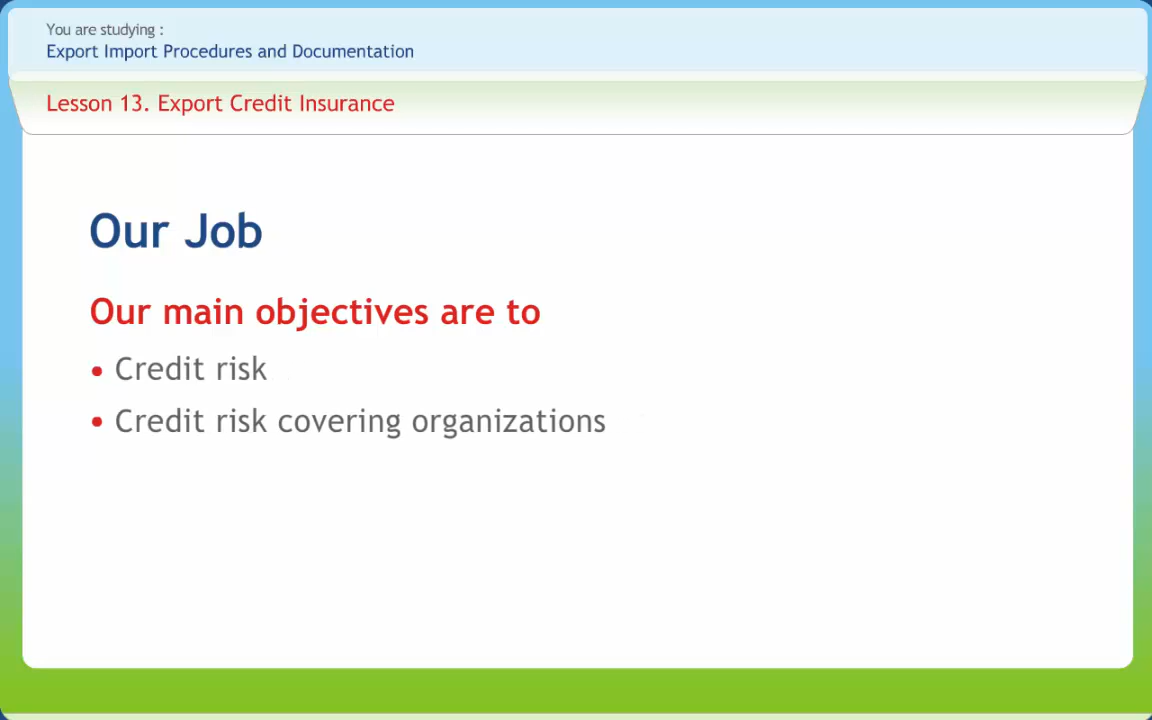 You are studying :
Export Import Procedures and Documentation
Lesson 13. Export Credit Insurance
Our Job
Our main objectives are to
• Credit risk
• Credit risk covering organizations